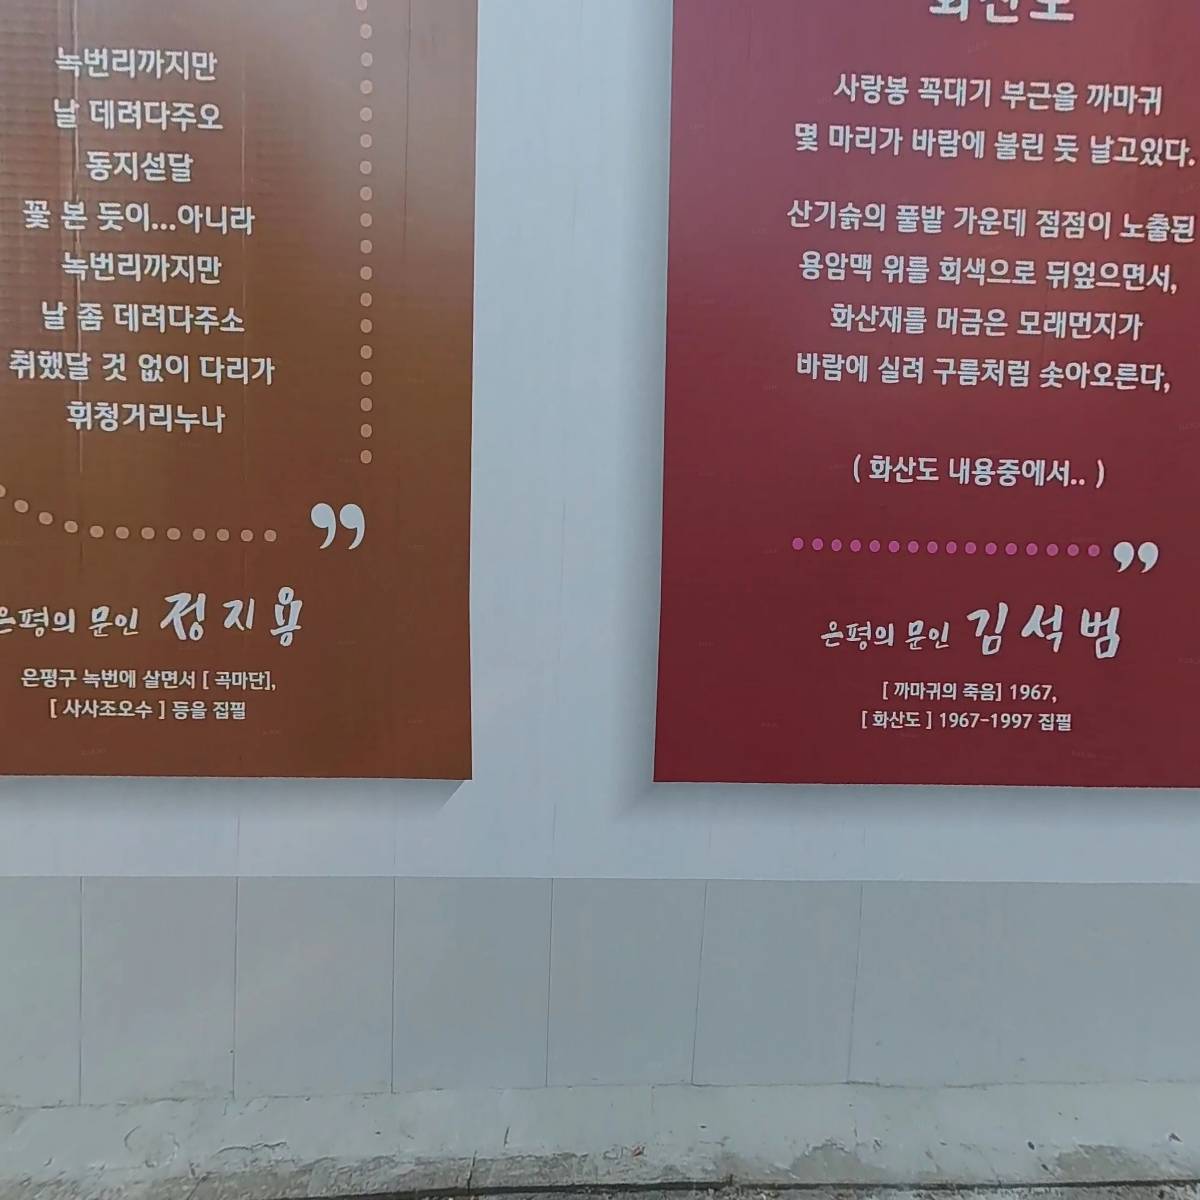 녹번리까지만
날 데려다주오
동지섣달
꽃 본 듯이...아니라
녹번리까지만
날 좀 데려다주소
취했달 것 없이 다리가
휘청거리누나
”
은평의 문인 정지용
은평구 녹번에 살면서 [ 곡마단],
[ 사사조오수 ] 등을 집필
화산도
사랑봉 꼭대기 부근을 까마귀
몇 마리가 바람에 불린 듯 날고있다.
산기슭의 풀밭 가운데 점점이 노출된
용암맥 위를 회색으로 뒤엎으면서,
화산재를 머금은 모래먼지가
바람에 실려 구름처럼 솟아오른다,
( 화산도 내용중에서.. )
”
은평의 문인 김석범
[ 까마귀의 죽음] 1967,
[ 화산도 ] 1967-1997 집필